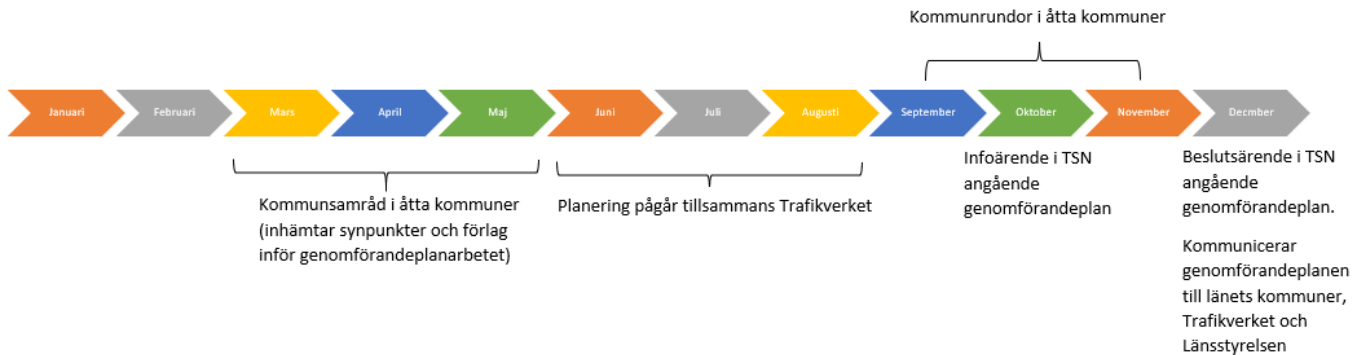 Kommunrundor i åtta kommuner
Januari
Februari
Mars
April
Maj
Juni
Juli
Augusti
September
Oktober
November
Decmber
Kommunsamråd i åtta kommuner
(inhämtar synpunkter och förlag
inför genomförandeplanarbetet)
Planering pågår tillsammans Trafikverket
Infoärende i TSN
angående
genomförandeplan
Beslutsärende i TSN
angående
genomförandeplan.
Kommunicerar
genomförandeplanen
till länets kommuner,
Trafikverket och
Länsstyrelsen